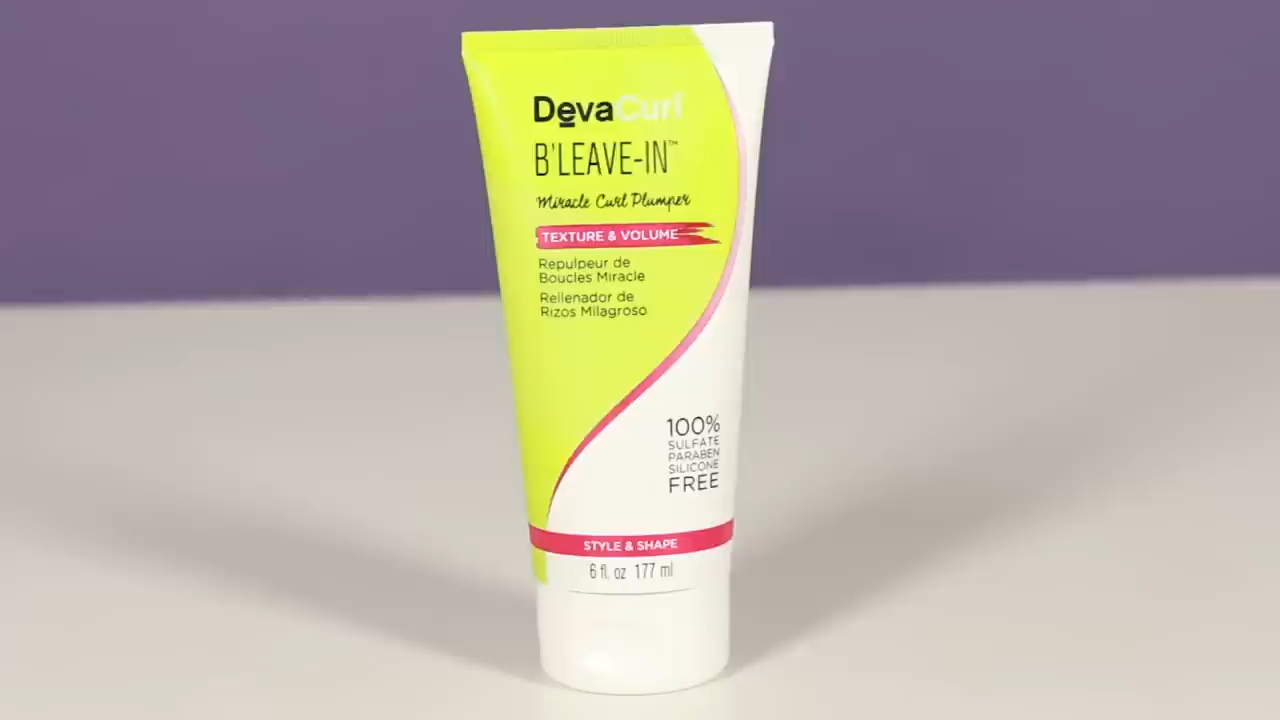 DevaCurl
B'LEAVE-IN™
Miracle Curl Plumper
TEXTURE & VOLUME
Repulpeur de
Boucles Miracle
Rellenador de
Rizos Milagroso
100%
SULFATE
PARABEN
SILICONE
FREE
STYLE & SHAPE
6 fl. oz 177 ml